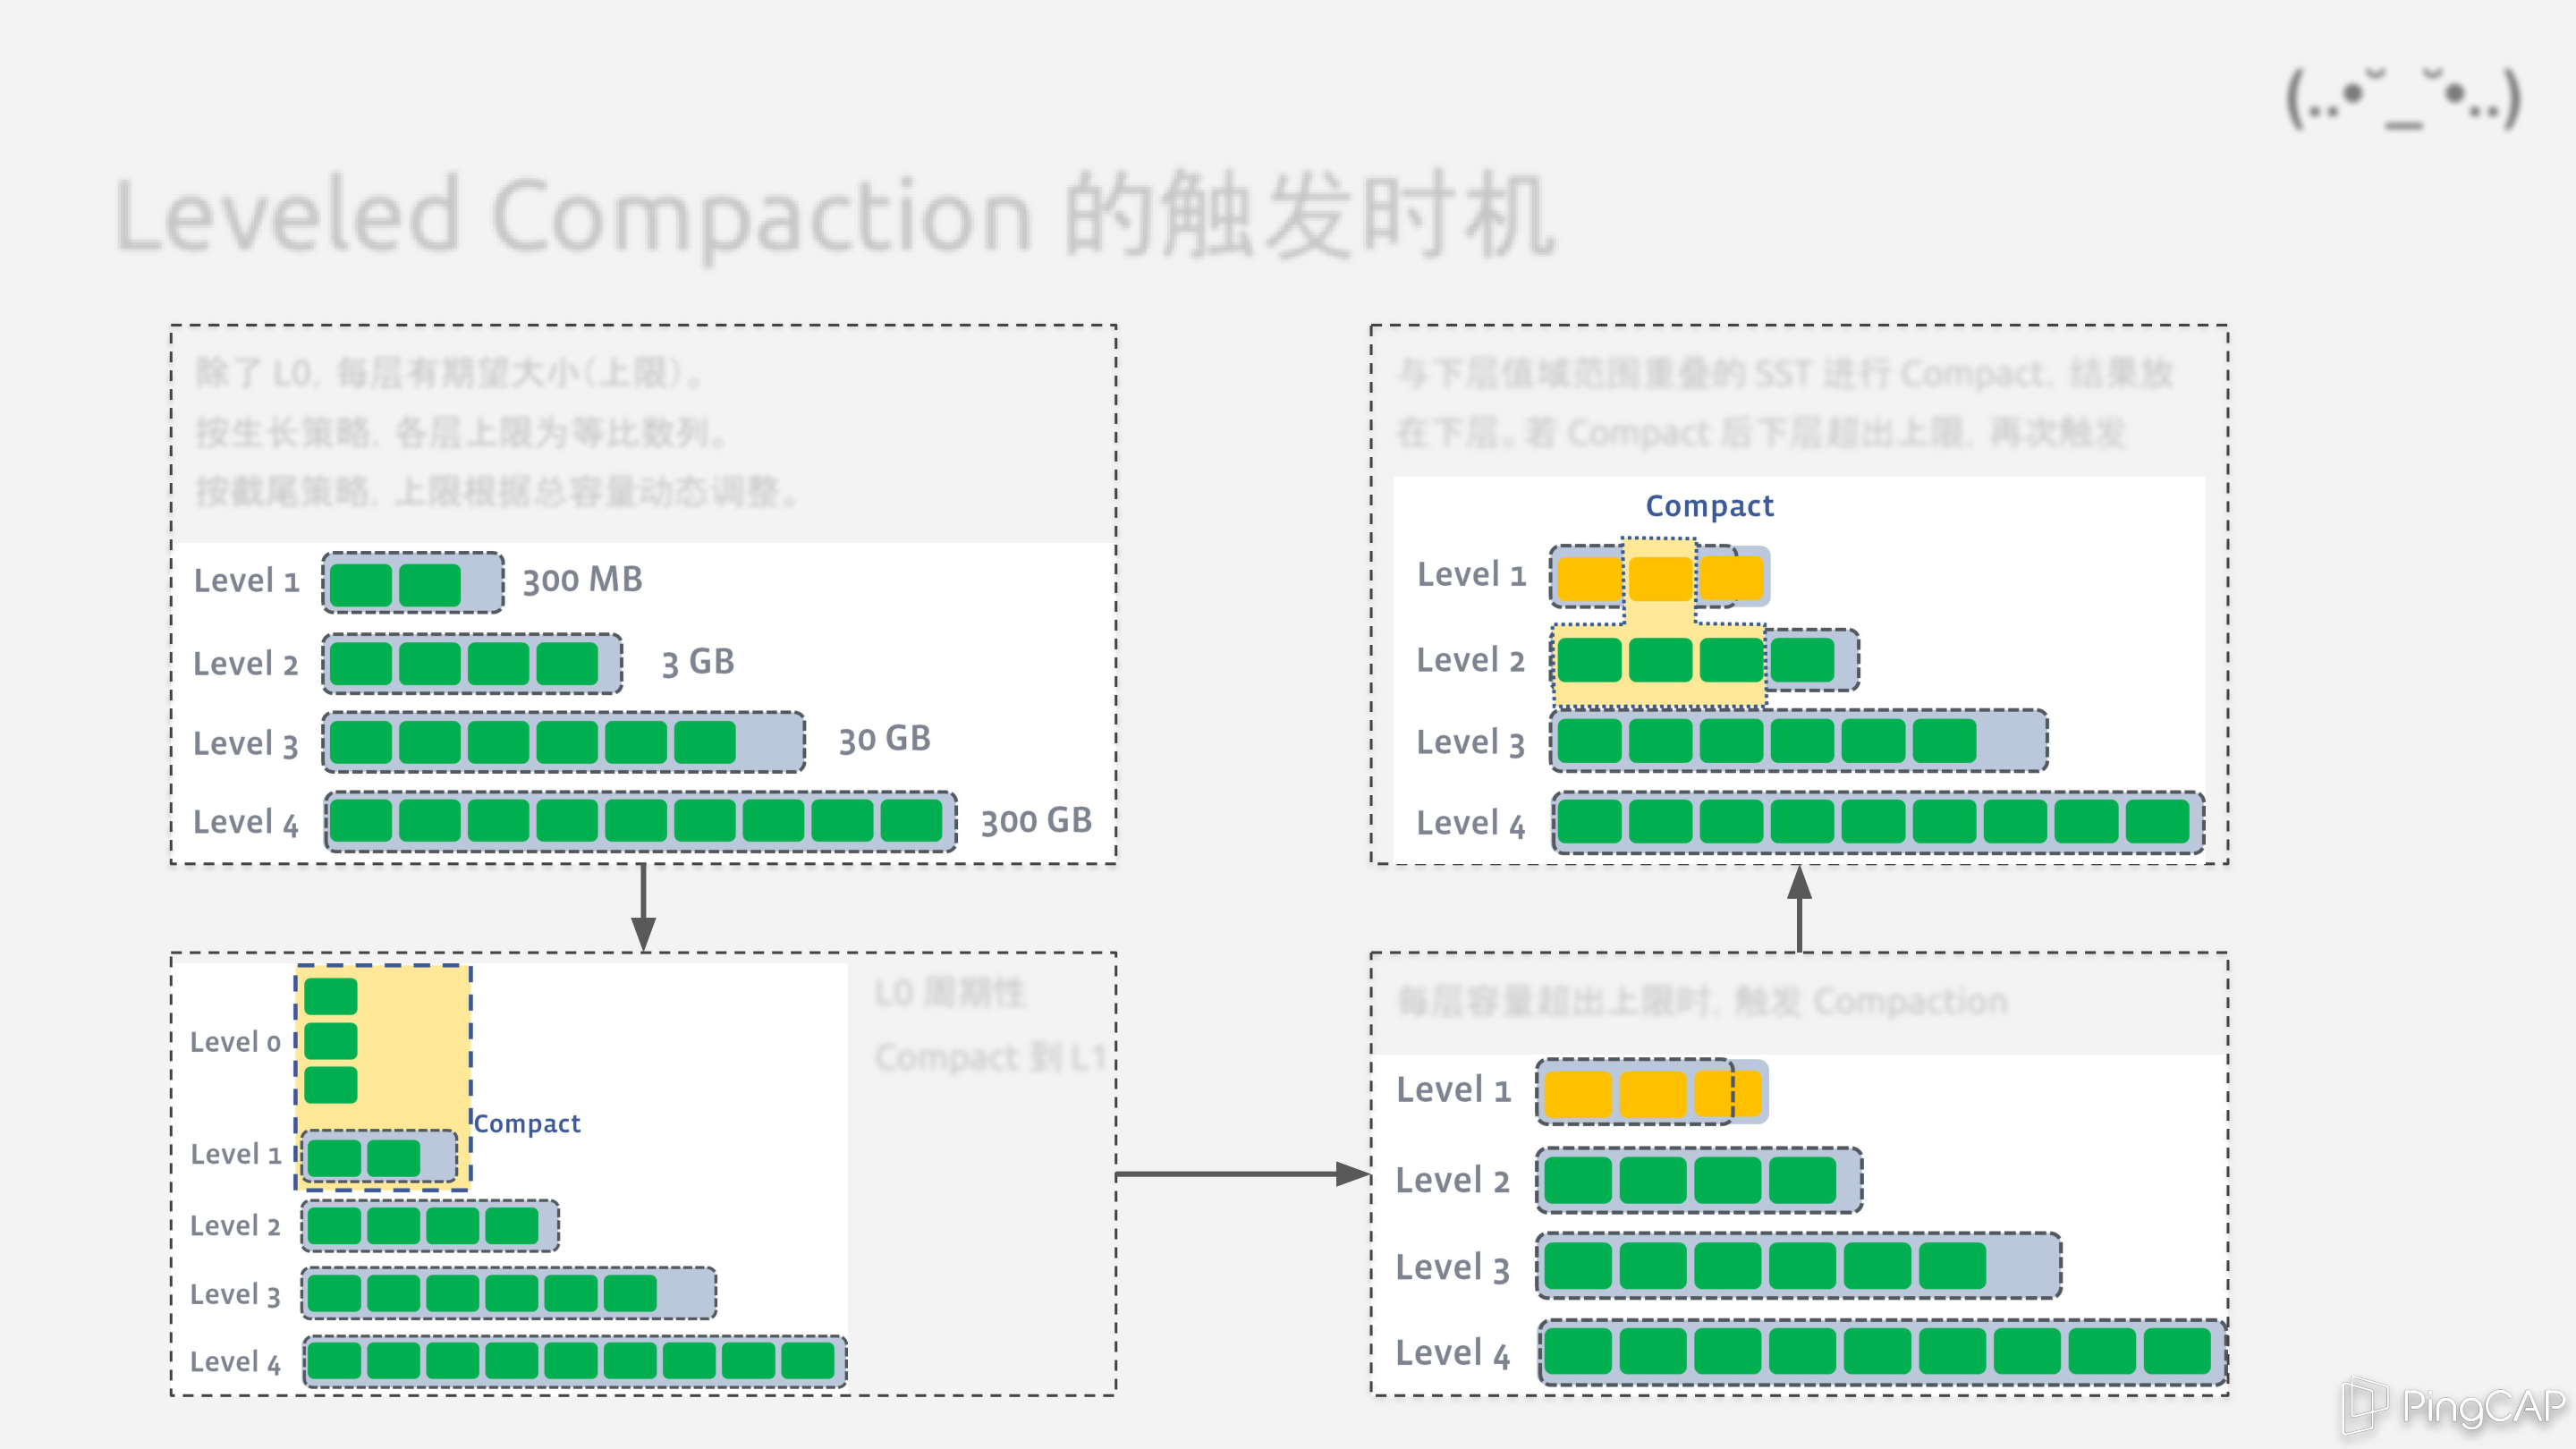 (..•˘_˘•..)
Leveled Compaction 的触发时机
除了 L0, 每层有期望大小(上限)。
按生长策略, 各层上限为等比数列。
按截尾策略, 上限根据总容量动态调整。
Level 1 300 MB
Level 2 3 GB
Level 3 30 GB
Level 4 300 GB
L0 周期性
Compact 到 L1
Level 0
Compact
Level 1
Level 2
Level 3
Level 4
每层容量超出上限时, 触发 Compaction
Level 1
Level 2
Level 3
Level 4
与下层值域范围重叠的 SST 进行 Compact, 结果放
在下层。若 Compact 后下层超出上限, 再次触发
Compact
Level 1
Level 2
Level 3
Level 4
PingCAP